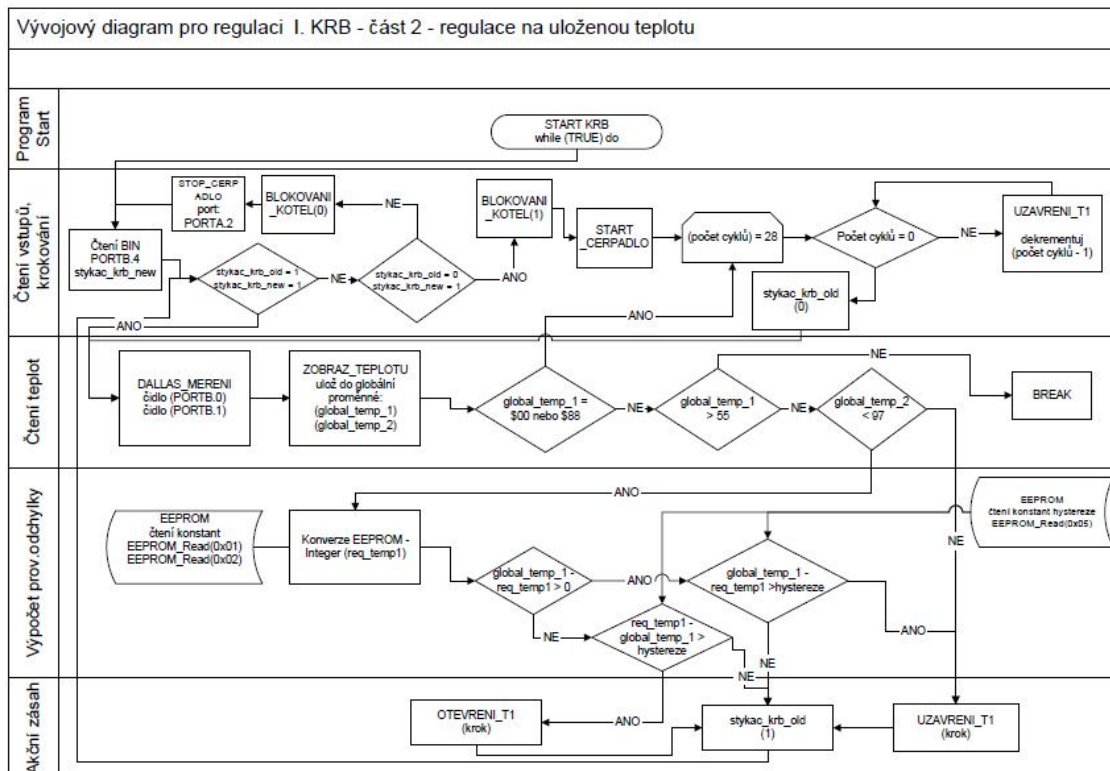 Vývojový diagram pro regulaci I. KRB - část 2 - regulace na uloženou teplotu
Program
Start
START KRB
while (TRUE) do
Čtení vstupů,
krokování
STOP_CERP
ADLO
port:
PORTA.2
BLOKOVANI
_KOTEL(0)
NE
BLOKOVANI
_KOTEL(1)
START
_CERPADLO
(počet cyklů) = 28
Počet cyklů = 0
NE
UZAVRENI_T1
dekrementuj
(počet cyklů - 1)
Čtení BIN
PORTB.4
stykac_krb_new
stykac_krb_old = 1
stykac_krb_new = 1
NE
stykac_krb_old = 0
stykac_krb_new = 1
ANO
stykac_krb_old
(0)
ANO
ANO
Čtení teplot
DALLAS_MERENI
čidlo (PORTB.0)
čidlo (PORTB.1)
ZOBRAZ_TEPLOTU
ulož do globální
proměnné:
(global_temp_1)
(global_temp_2)
global_temp_1 =
$00 nebo $88
NE
global_temp_1
> 55
NE
global_temp_2
< 97
NE
BREAK
Výpočet prov.odchylky
ANO
EEPROM
čtení konstant
EEPROM_Read(0x01)
EEPROM_Read(0x02)
Konverze EEPROM -
Integer (req_temp1)
EEPROM
čtení konstant hystereze
EEPROM_Read(0x05)
NE
global_temp_1 -
req_temp1 > 0
ANO
global_temp_1 -
req_temp1 >hystereze
NE
req_temp1 -
global_temp_1 >
hystereze
ANO
NE
NE
Akční zásah
OTEVRENI_T1
(krok)
ANO
stykac_krb_old
(1)
UZAVRENI_T1
(krok)